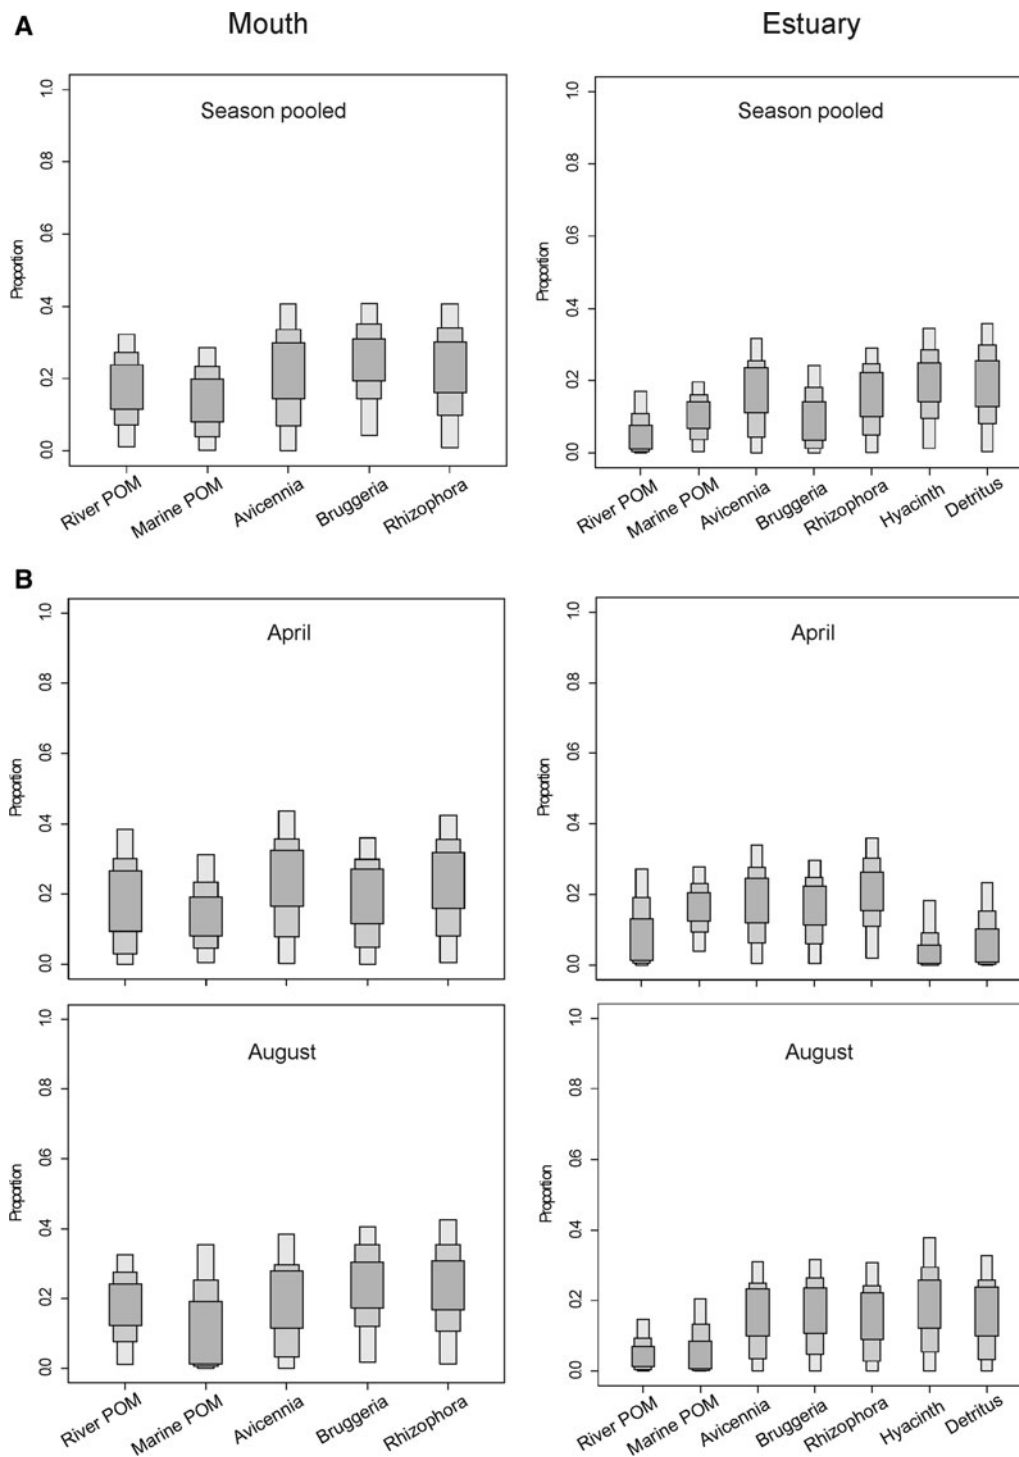 A
Mouth
Estuary
Season pooled
Season pooled
Proportion
0.0 0.2 0.4 0.6 0.8 1.0
River POM Marine POM Avicennia Bruggeria Rhizophora
Proportion
0.0 0.2 0.4 0.6 0.8 1.0
River POM Marine POM Avicennia Bruggeria Rhizophora Hyacinth Detritus
B
April
April
Proportion
0.0 0.2 0.4 0.6 0.8 1.0
Proportion
0.0 0.2 0.4 0.6 0.8 1.0
August
August
Proportion
0.0 0.2 0.4 0.6 0.8 1.0
River POM Marine POM Avicennia Bruggeria Rhizophora
Proportion
0.0 0.2 0.4 0.6 0.8 1.0
River POM Marine POM Avicennia Bruggeria Rhizophora Hyacinth Detritus